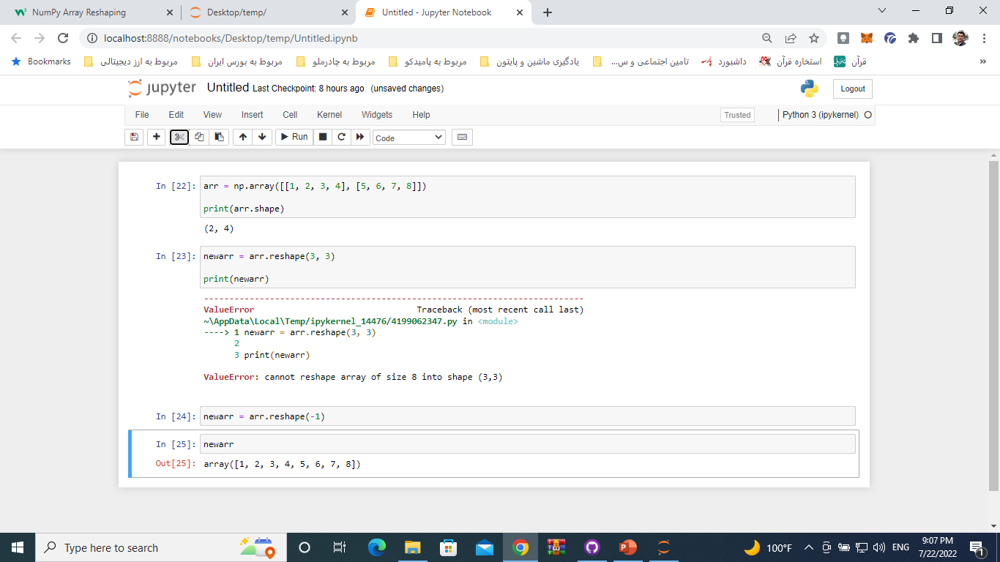 NumPy Array Reshaping
Desktop/temp/
Untitled - Jupyter Notebook
localhost:8888/notebooks/Desktop/temp/Untitled.ipynb
Bookmarks
مربوط به ارز دیجیتالی
مربوط به بورس ایران
مربوط به چادرملو
مربوط به پامیدکو
یادگیری ماشین و پایتون
تامین اجتماعی و س...
داشبورد
استخاره قرآن
قرآن
»
jupyter Untitled Last Checkpoint: 8 hours ago (unsaved changes)
Logout
File Edit View Insert Cell Kernel Widgets Help
Trusted
Python 3 (ipykernel)
Run
Code
In [22]: arr = np.array([[1, 2, 3, 4], [5, 6, 7, 8]])
print(arr.shape)
(2, 4)
In [23]: newarr = arr.reshape(3, 3)
print(newarr)
---------------------------------------------------------------------------
ValueError Traceback (most recent call last)
~\AppData\Local\Temp/ipykernel_14476/4199062347.py in <module>
----> 1 newarr = arr.reshape(3, 3)
2
3 print(newarr)
ValueError: cannot reshape array of size 8 into shape (3,3)
In [24]: newarr = arr.reshape(-1)
In [25]: newarr
Out[25]: array([1, 2, 3, 4, 5, 6, 7, 8])
Type here to search
100°F
ENG
9:07 PM
7/22/2022
1